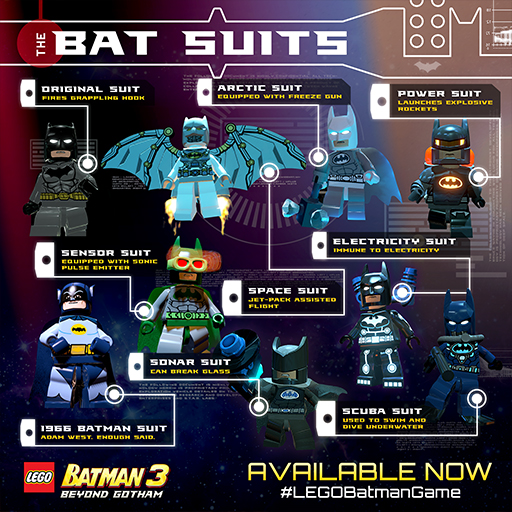 THE BAT SUITS
ORIGINAL SUIT
FIRES GRAPPLING HOOK
ARCTIC SUIT
EQUIPPED WITH FREEZE GUN
POWER SUIT
LAUNCHES EXPLOSIVE
ROCKETS
SENSOR SUIT
EQUIPPED WITH SONIC
PULSE EMITTER
SPACE SUIT
JET-PACK ASSISTED
FLIGHT
ELECTRICITY SUIT
IMMUNE TO ELECTRICITY
SONAR SUIT
CAN BREAK GLASS
SCUBA SUIT
USED TO SWIM AND
DIVE UNDERWATER
1966 BATMAN SUIT
ADAM WEST. ENOUGH SAID.
LEGO BATMAN 3
BEYOND GOTHAM
AVAILABLE NOW
#LEGOBatmanGame